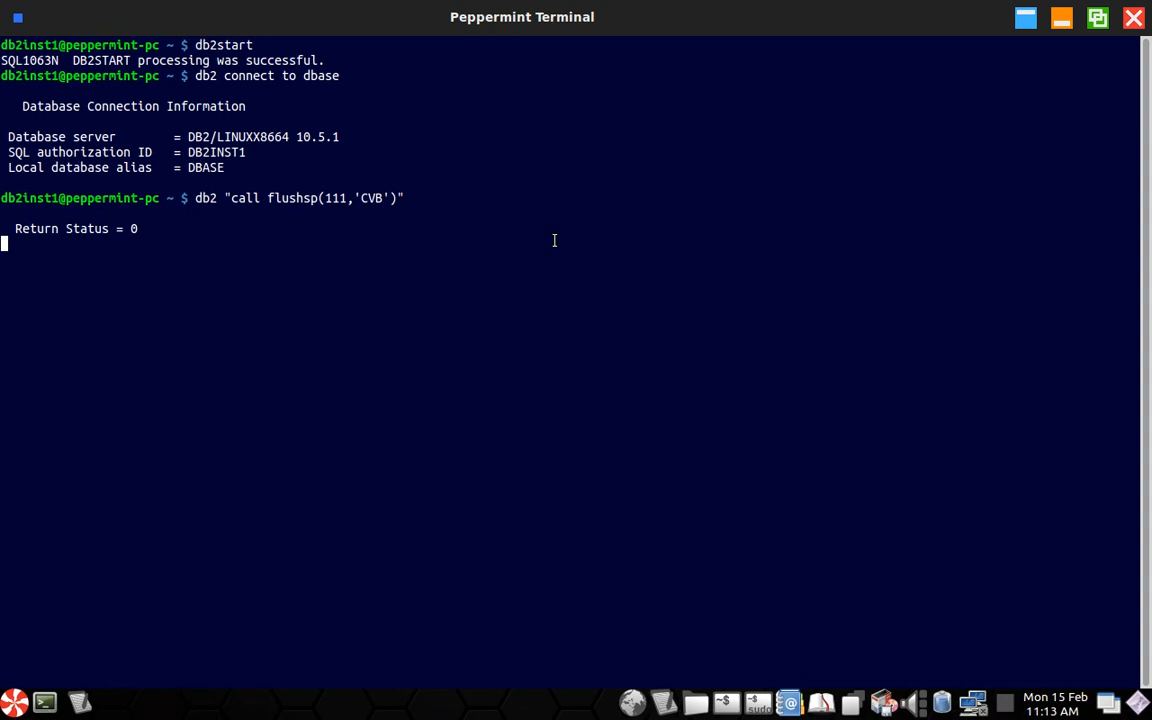 Peppermint Terminal
db2inst1@peppermint-pc ~ $ db2start
SQL1063N  DB2START processing was successful.
db2inst1@peppermint-pc ~ $ db2 connect to dbase
   Database Connection Information
 Database server        = DB2/LINUXX8664 10.5.1
 SQL authorization ID   = DB2INST1
 Local database alias   = DBASE
db2inst1@peppermint-pc ~ $ db2 "call flushsp(111,'CVB')"
  Return Status = 0
~$
~$
sudo
@
Mon 15 Feb
11:13 AM